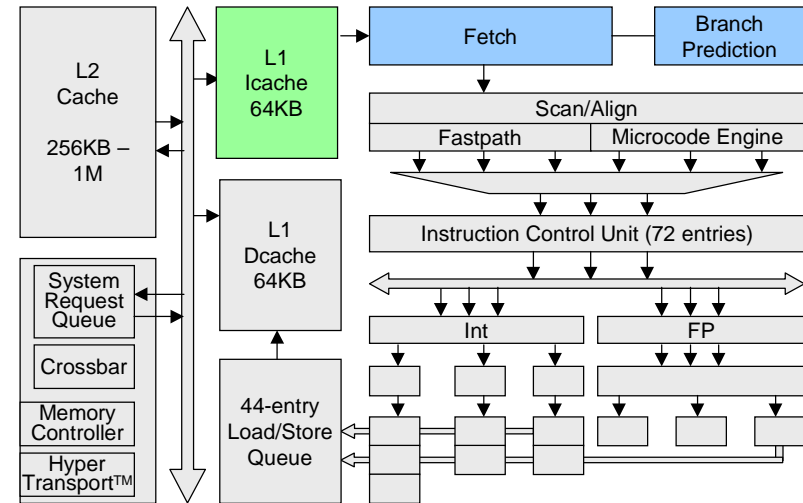 L2
Cache
256KB –
1M
L1
Icache
64KB
Fetch
Branch
Prediction
Scan/Align
Fastpath
Microcode Engine
L1
Dcache
64KB
Instruction Control Unit (72 entries)
System
Request
Queue
Crossbar
Memory
Controller
Hyper
Transport™
44-entry
Load/Store
Queue
Int
FP